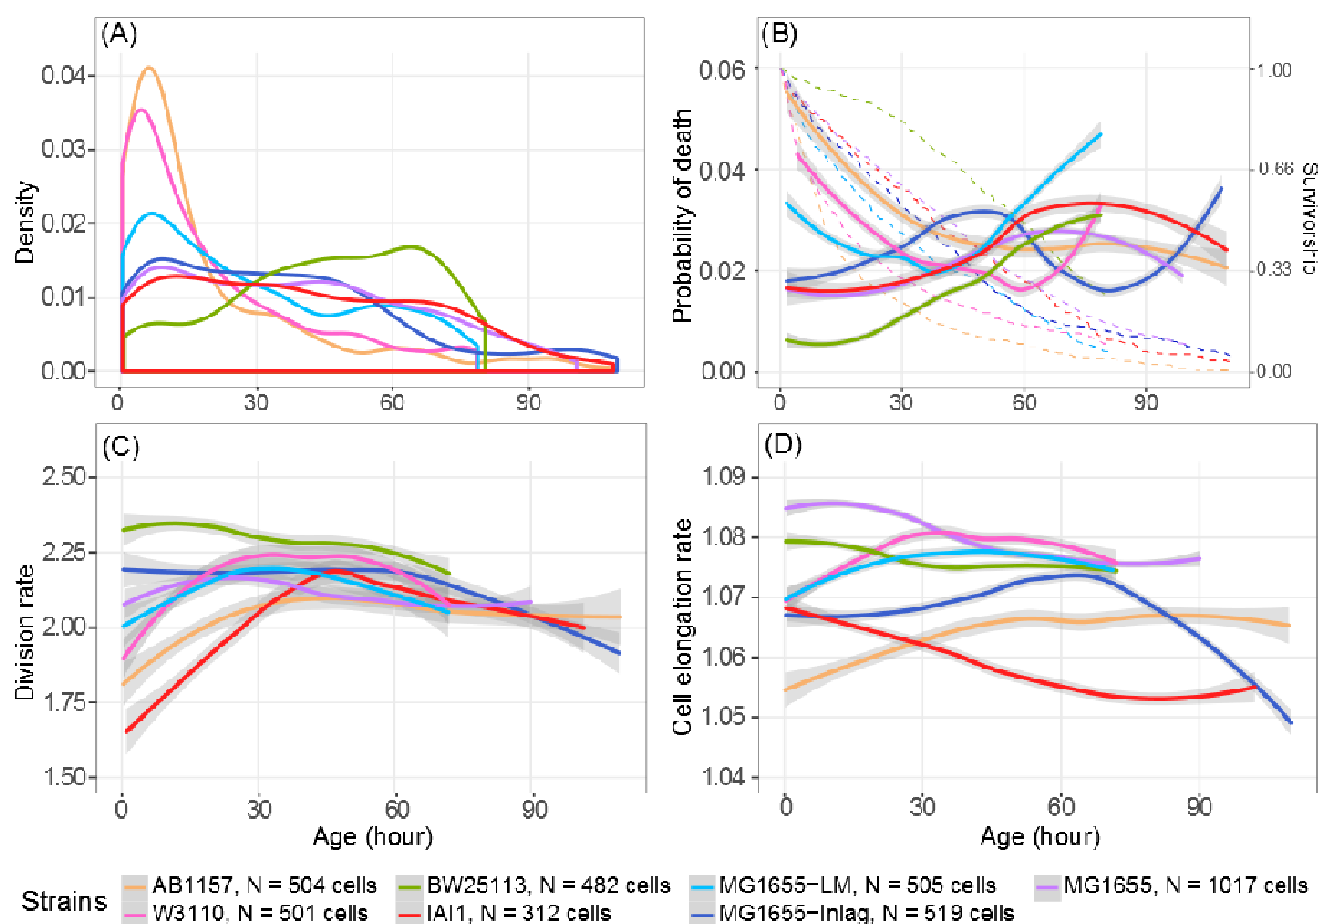 (A)
0.04
0.03
0.02
0.01
0.00
Density
0 30 60 90
(B)
0.06
0.04
0.02
0.00
Probability of death
1.00
0.66
0.33
0.00
Survivorship
0 30 60 90
(C)
2.50
2.25
2.00
1.75
1.50
Division rate
0 30 60 90
Age (hour)
(D)
1.09
1.08
1.07
1.06
1.05
1.04
Cell elongation rate
0 30 60 90
Age (hour)
Strains
AB1157, N = 504 cells
BW25113, N = 482 cells
MG1655-LM, N = 505 cells
MG1655, N = 1017 cells
W3110, N = 501 cells
IAI1, N = 312 cells
MG1655-Inlag, N = 519 cells